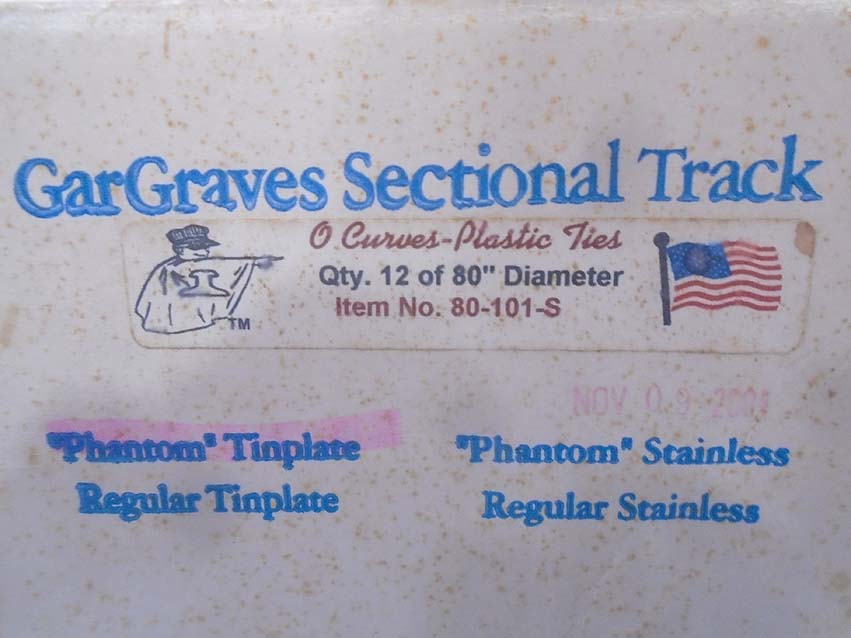 GarGraves Sectional Track
O Curves-Plastic Ties
Qty. 12 of 80" Diameter
Item No. 80-101-S
TM
NOV 09
"Phantom" Tinplate
"Phantom" Stainless
Regular Tinplate
Regular Stainless